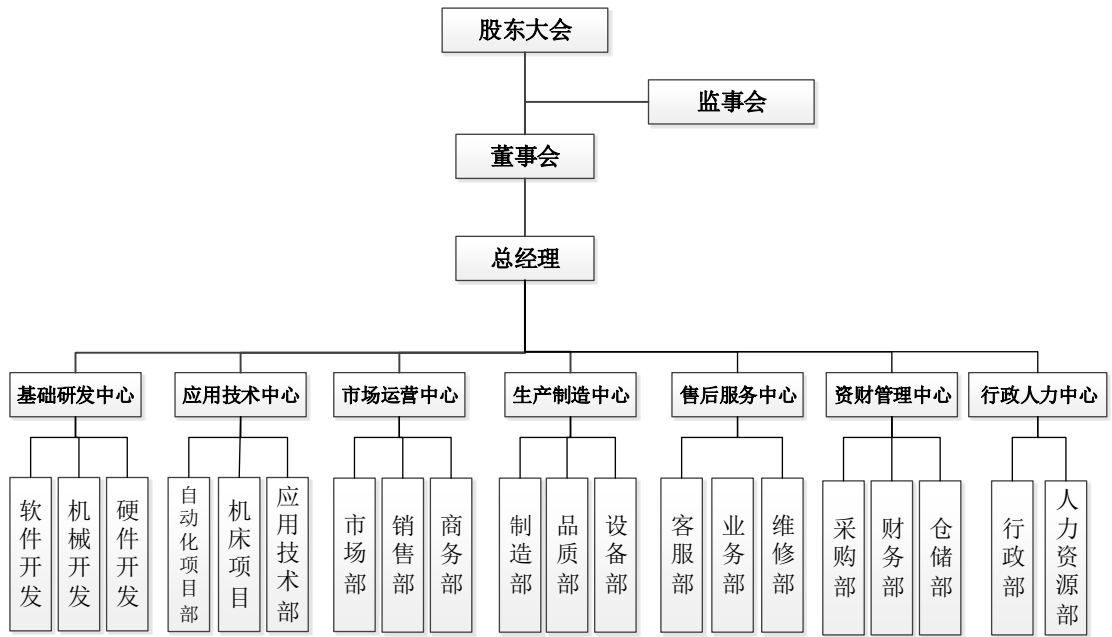 股东大会
监事会
董事会
总经理
基础研发中心
应用技术中心
市场运营中心
生产制造中心
售后服务中心
资财管理中心
行政人力中心
软件开发
机械开发
硬件开发
自动化项目部
机床项目
应用技术部
市场部
销售部
商务部
制造部
品质部
设备部
客服部
业务部
维修部
采购部
财务部
仓储部
行政部
人力资源部